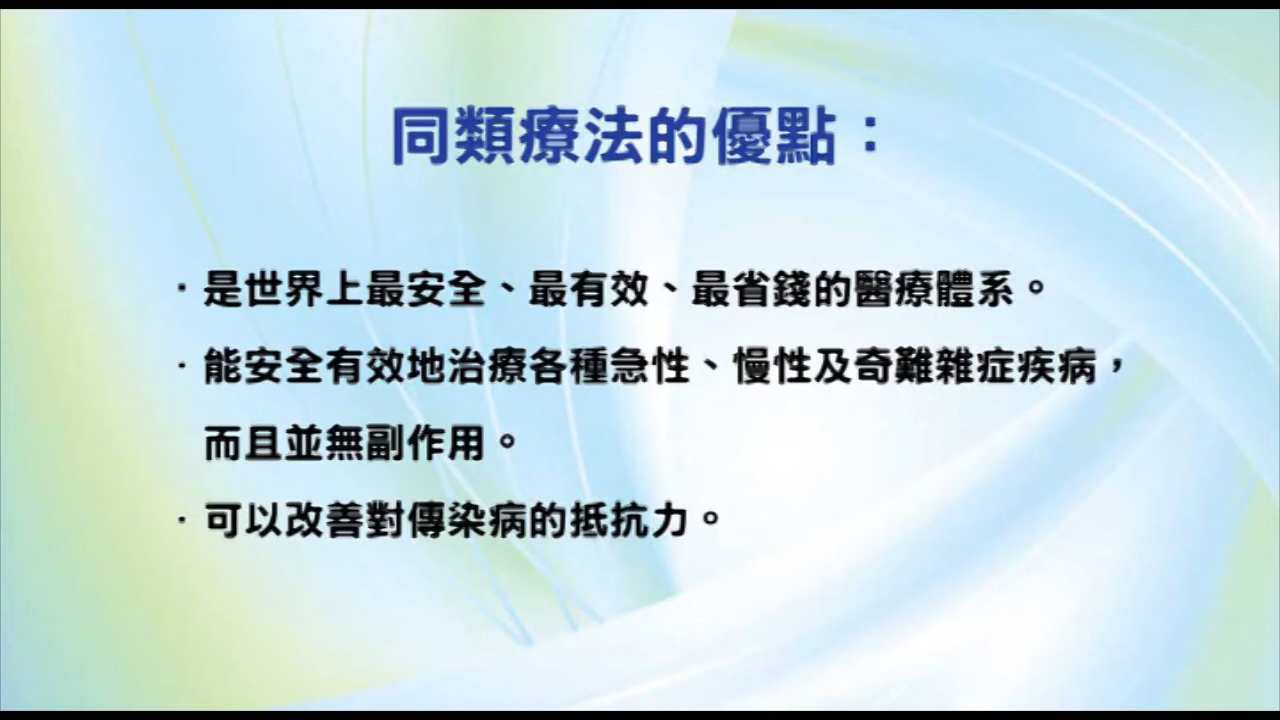 同類療法的優點：
·是世界上最安全、最有效、最省錢的醫療體系。
·能安全有效地治療各種急性、慢性及奇難雜症疾病，
而且並無副作用。
·可以改善對傳染病的抵抗力。